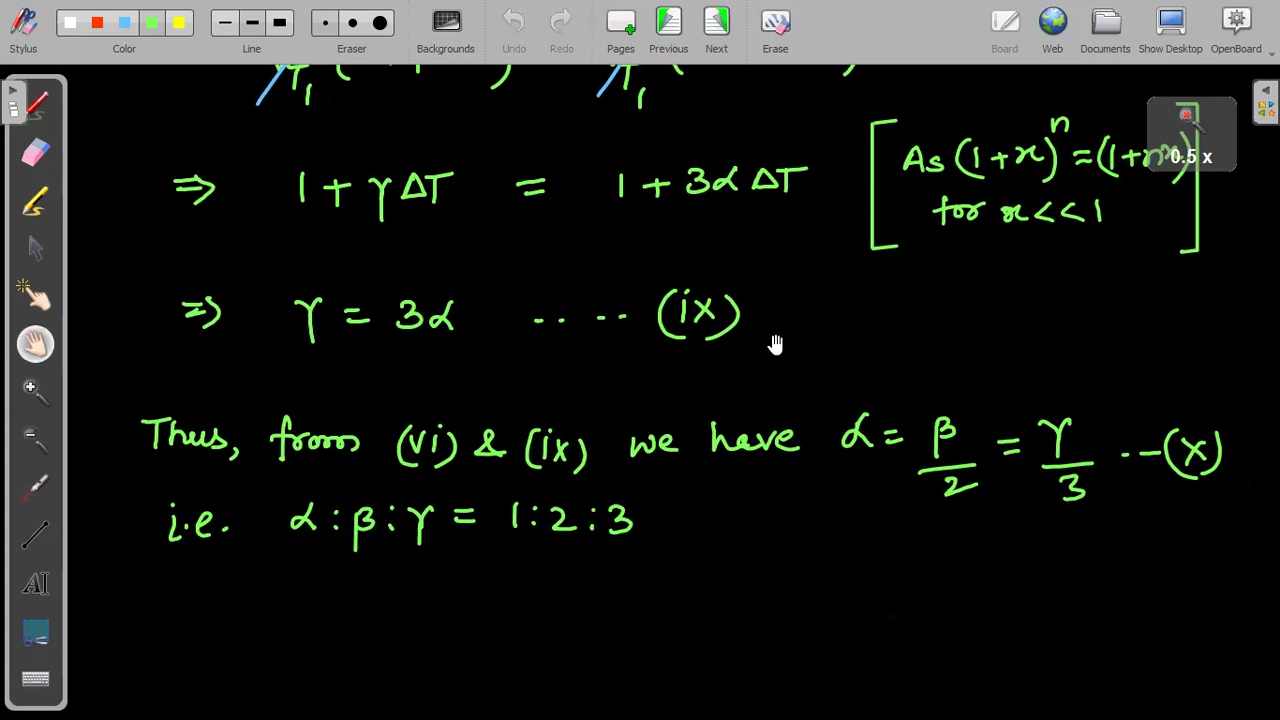 Stylus Color Line Eraser Backgrounds Undo Redo Pages Previous Next Erase Board Web Documents Show Desktop OpenBoard
⇒ 1 + γΔT = 1 + 3αΔT [As (1+x)^n = (1+nx)
for x<<1]
0.5 x
⇒ γ = 3α .... (ix)
Thus, from (vi) & (ix) we have α = β/2 = γ/3 ---(x)
i.e. α : β : γ = 1 : 2 : 3